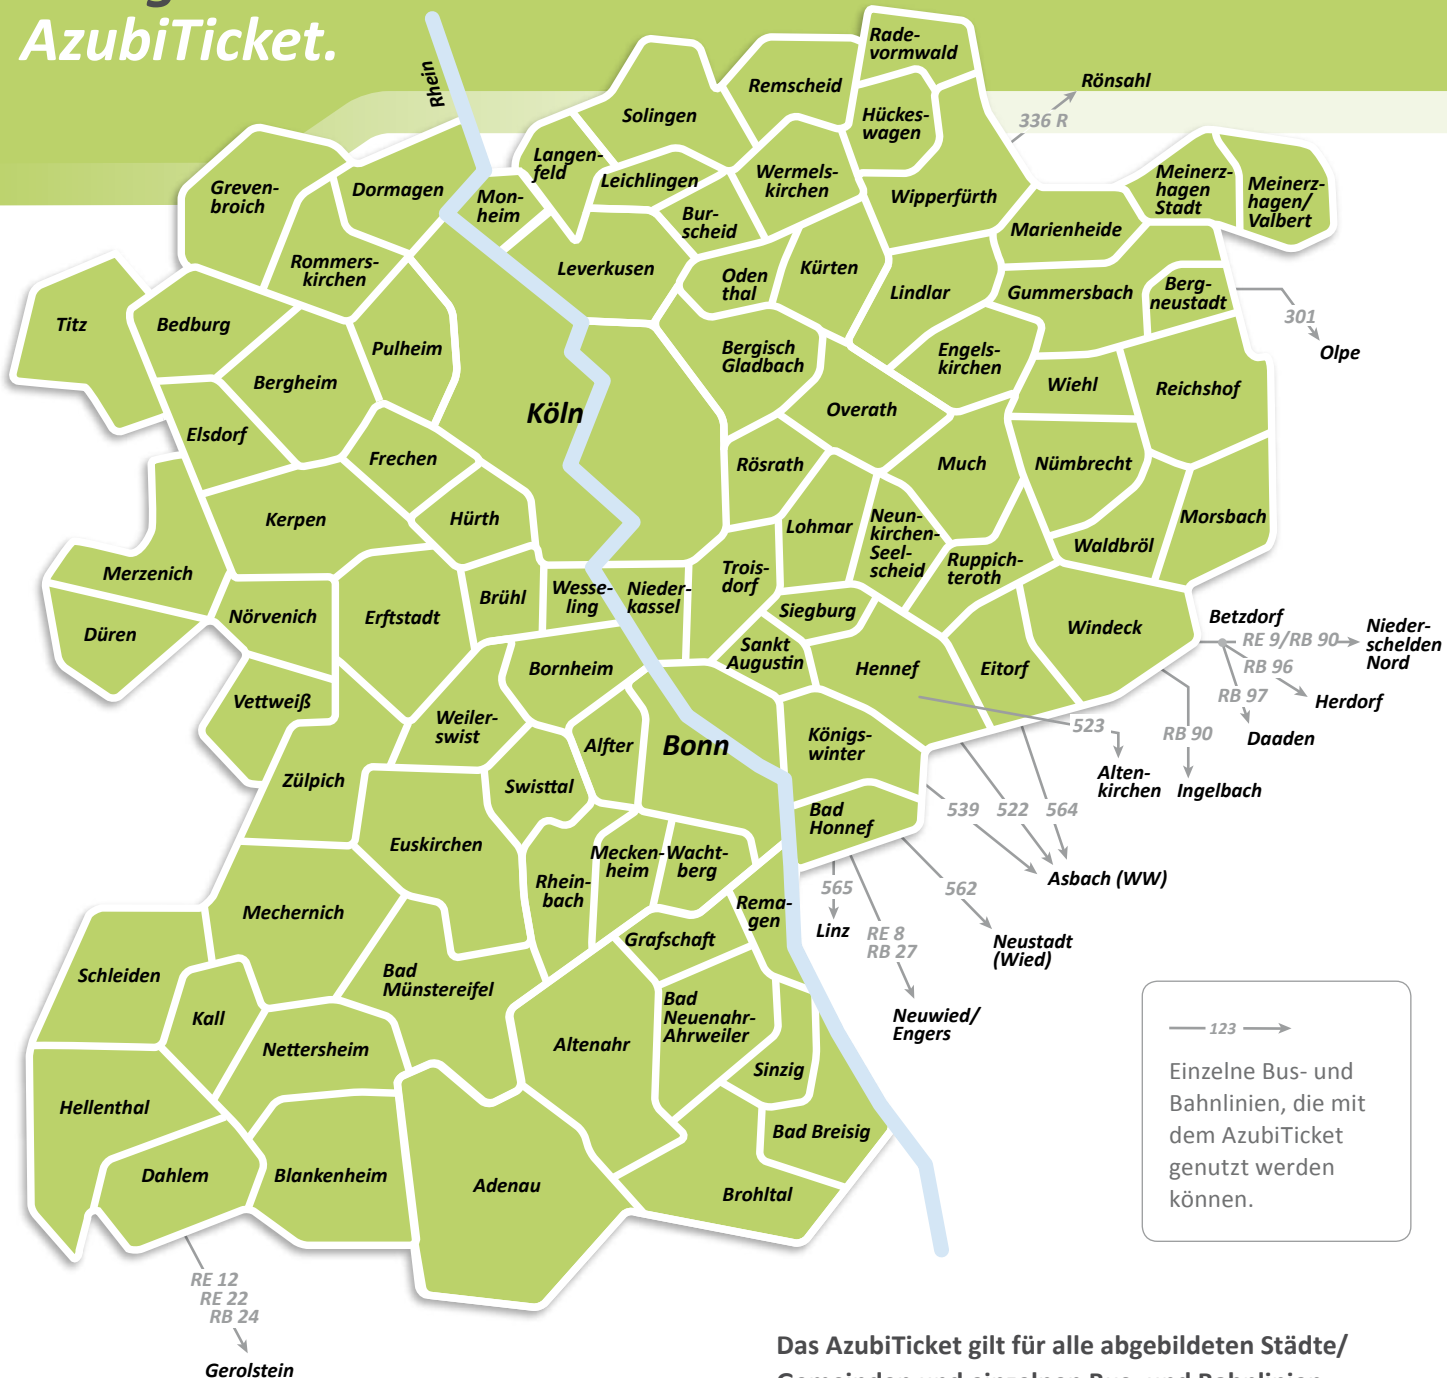 AzubiTicket.
Rhein
Rade-
vormwald
Remscheid
Solingen
Hückes-
wagen
Rönsahl
336 R
Langen-
feld
Leichlingen
Wermels-
kirchen
Wipperfürth
Meinerz-
hagen
Stadt
Meinerz-
hagen/
Valbert
Greven-
broich
Dormagen
Mon-
heim
Bur-
scheid
Marienheide
Rommers-
kirchen
Leverkusen
Oden
thal
Kürten
Lindlar
Gummersbach
Berg-
neustadt
301
Olpe
Titz
Bedburg
Pulheim
Bergheim
Bergisch
Gladbach
Engels-
kirchen
Wiehl
Reichshof
Köln
Overath
Elsdorf
Frechen
Rösrath
Much
Nümbrecht
Kerpen
Hürth
Lohmar
Neun-
kirchen-
Seel-
scheid
Morsbach
Waldbröl
Ruppich-
teroth
Merzenich
Düren
Nörvenich
Erftstadt
Brühl
Wesse-
ling
Nieder-
kassel
Trois-
dorf
Siegburg
Windeck
Betzdorf
RE 9/RB 90
Nieder-
schelden
Nord
RB 96
Herdorf
RB 97
Daaden
RB 90
Ingelbach
Sankt
Augustin
Hennef
Eitorf
Bornheim
Vettweiß
Weiler-
swist
Alfter
Bonn
Königs-
winter
523
Alten-
kirchen
Zülpich
Swisttal
Bad
Honnef
539
522
564
Asbach (WW)
Euskirchen
Mecken-
heim
Wacht-
berg
Rhein-
bach
565
Linz
562
Neustadt
(Wied)
RE 8
RB 27
Neuwied/
Engers
Mechernich
Rema-
gen
Grafschaft
Schleiden
Bad
Münstereifel
Kall
Bad
Neuenahr-
Ahrweiler
Nettersheim
Altenahr
Sinzig
Hellenthal
Bad Breisig
Dahlem
Blankenheim
Adenau
Brohltal
RE 12
RE 22
RB 24
Gerolstein
123
Einzelne Bus- und
Bahnlinien, die mit
dem AzubiTicket
genutzt werden
können.
Das AzubiTicket gilt für alle abgebildeten Städte/
Gemeinden und einzelnen Bus- und Bahnlinien